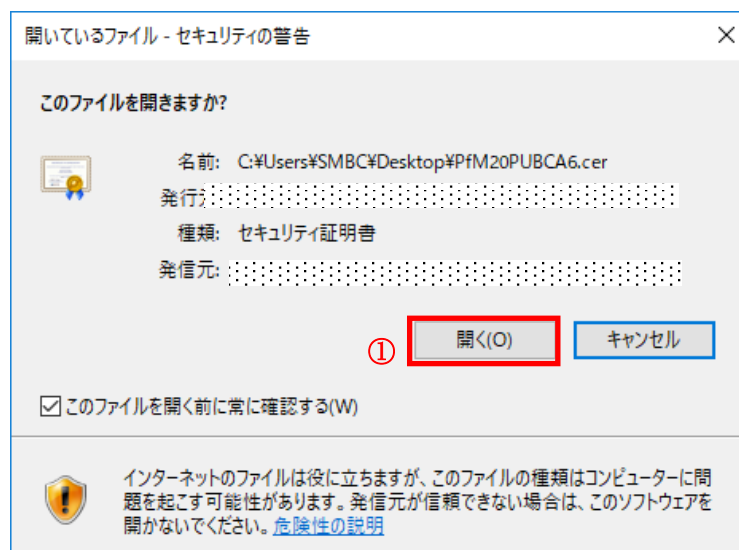 開いているファイル - セキュリティの警告
このファイルを開きますか?
名前: C:¥Users¥SMBC¥Desktop¥PfM20PUBCA6.cer
発行
種類: セキュリティ証明書
発信元:
① 開く(O) キャンセル
このファイルを開く前に常に確認する(W)
インターネットのファイルは役に立ちますが、このファイルの種類はコンピューターに問
題を起こす可能性があります。発信元が信頼できない場合は、このソフトウェアを
開かないでください。危険性の説明